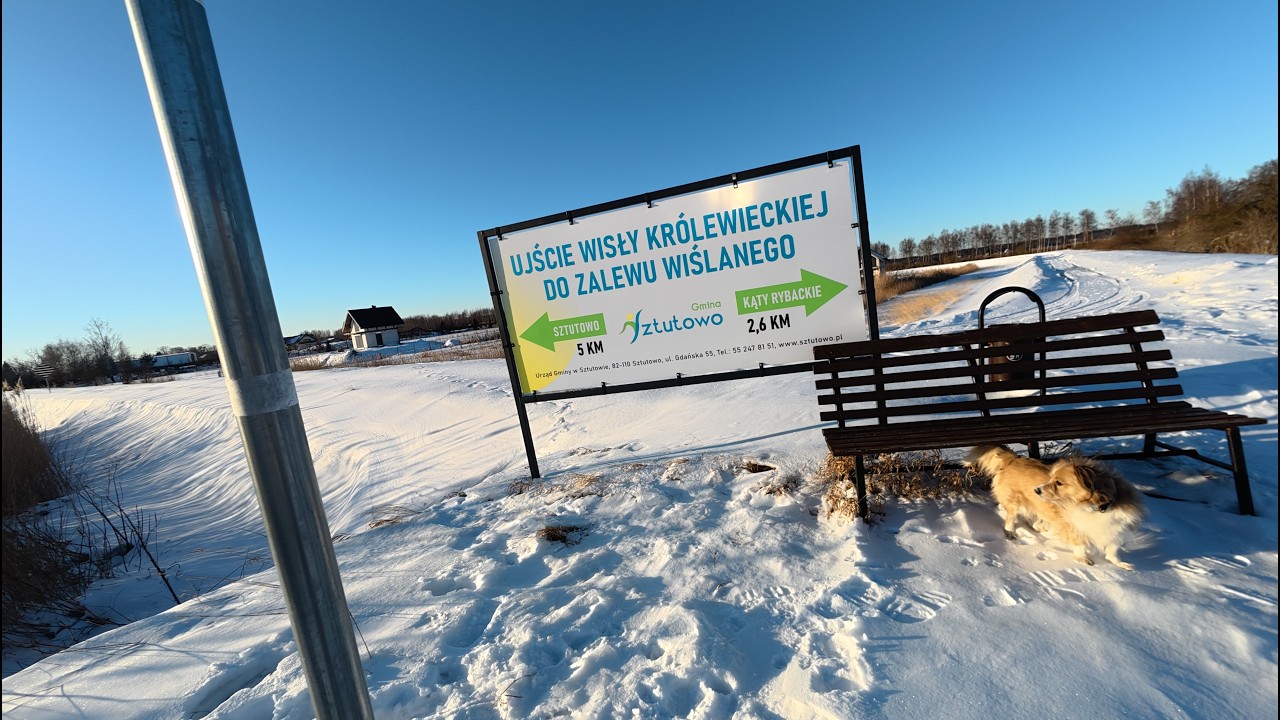 UJŚCIE WISŁY KRÓLEWIECKIEJ
DO ZALEWU WIŚLANEGO
SZTUTOWO
5 KM
Gmina
Sztutowo
KĄTY RYBACKIE
2,6 KM
Urząd Gminy w Sztutowie, 82-110 Sztutowo, ul. Gdańska 55, Tel.: 55 247 81 51, www.sztutowo.pl